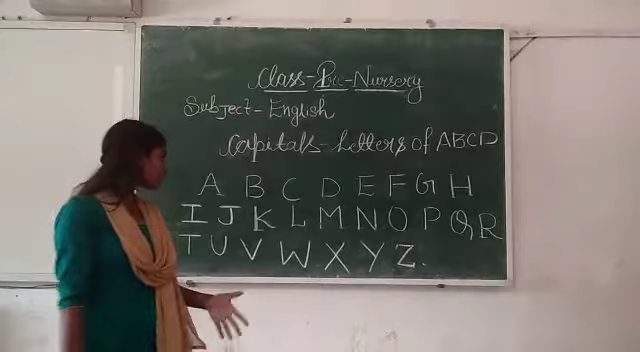 Class-Pre-Nursery
Subject- English
Capitals- Letters of ABCD
A B C D E F G H
I J K L M N O P Q R
T U V W X Y Z.